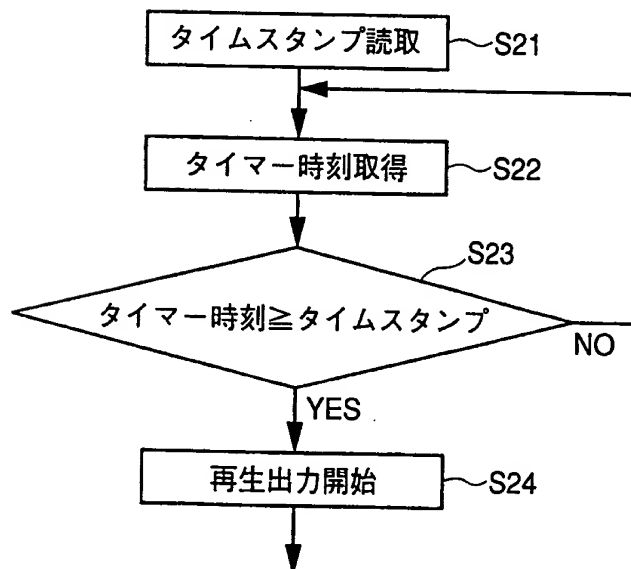 タイムスタンプ読取
S21
タイマー時刻取得
S22
S23
タイマー時刻≧タイムスタンプ
NO
YES
再生出力開始
S24